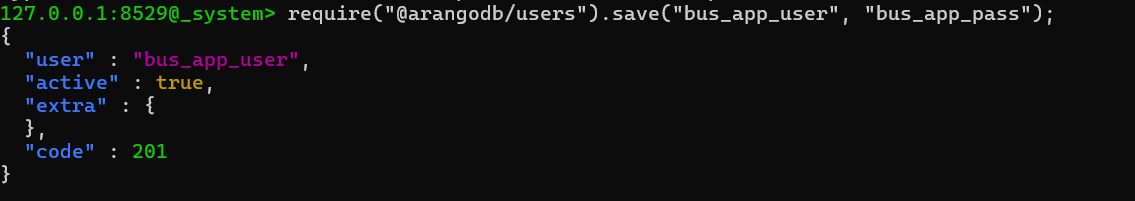 127.0.0.1:8529@_system> require("@arangodb/users").save("bus_app_user", "bus_app_pass");
{
  "user" : "bus_app_user",
  "active" : true,
  "extra" : {
  },
  "code" : 201
}